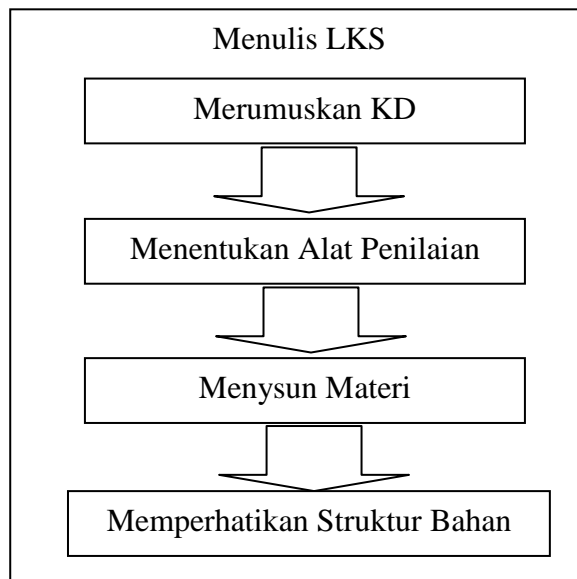 Menulis LKS
Merumuskan KD
Menentukan Alat Penilaian
Menysun Materi
Memperhatikan Struktur Bahan